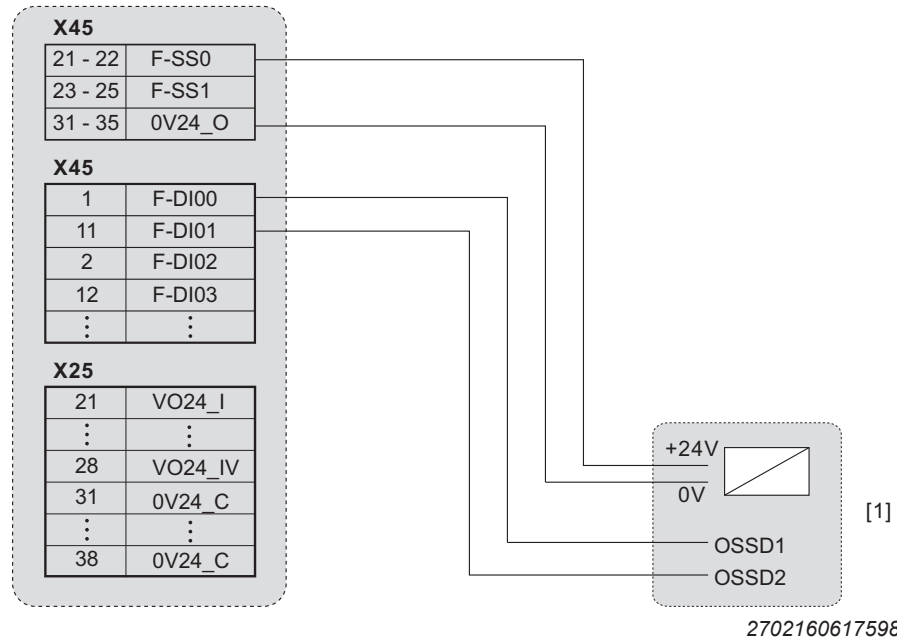 X45
21 - 22 F-SS0
23 - 25 F-SS1
31 - 35 0V24_O
X45
1 F-DI00
11 F-DI01
2 F-DI02
12 F-DI03
⋮ ⋮
X25
21 VO24_I
⋮ ⋮
28 VO24_IV
31 0V24_C
⋮ ⋮
38 0V24_C
+24V
0V
[1]
OSSD1
OSSD2
2702160617598